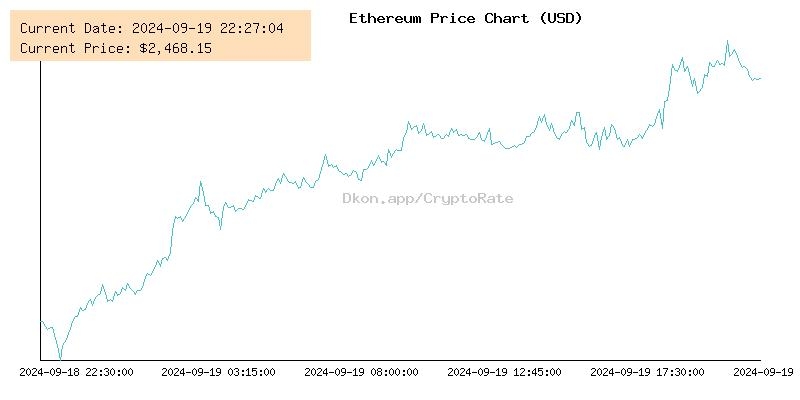 Ethereum Price Chart (USD)
Current Date: 2024-09-19 22:27:04
Current Price: $2,468.15
Dkon.app/CryptoRate
2024-09-18 22:30:00 2024-09-19 03:15:00 2024-09-19 08:00:00 2024-09-19 12:45:00 2024-09-19 17:30:00 2024-09-19